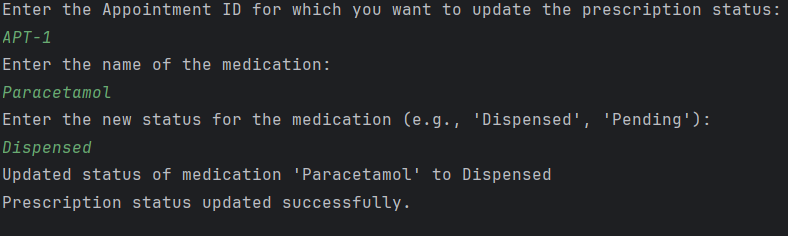 Enter the Appointment ID for which you want to update the prescription status:
APT-1
Enter the name of the medication:
Paracetamol
Enter the new status for the medication (e.g., 'Dispensed', 'Pending'):
Dispensed
Updated status of medication 'Paracetamol' to Dispensed
Prescription status updated successfully.